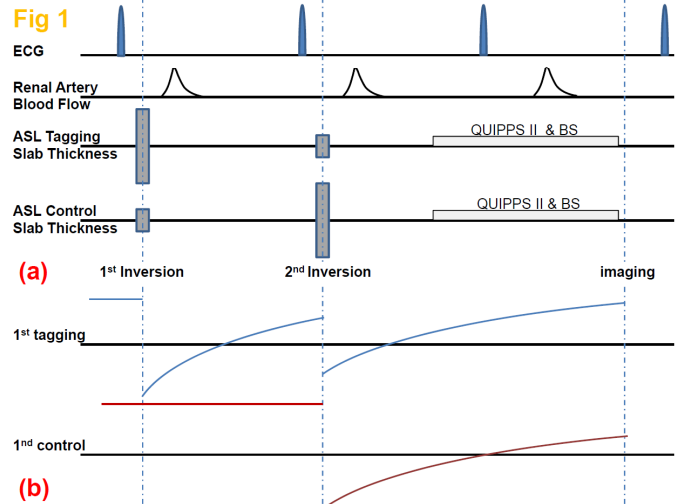 Fig 1
ECG
Renal Artery
Blood Flow
ASL Tagging
Slab Thickness
QUIPPS II & BS
ASL Control
Slab Thickness
QUIPPS II & BS
(a)
1st Inversion
2nd Inversion
imaging
1st tagging
1nd control
(b)